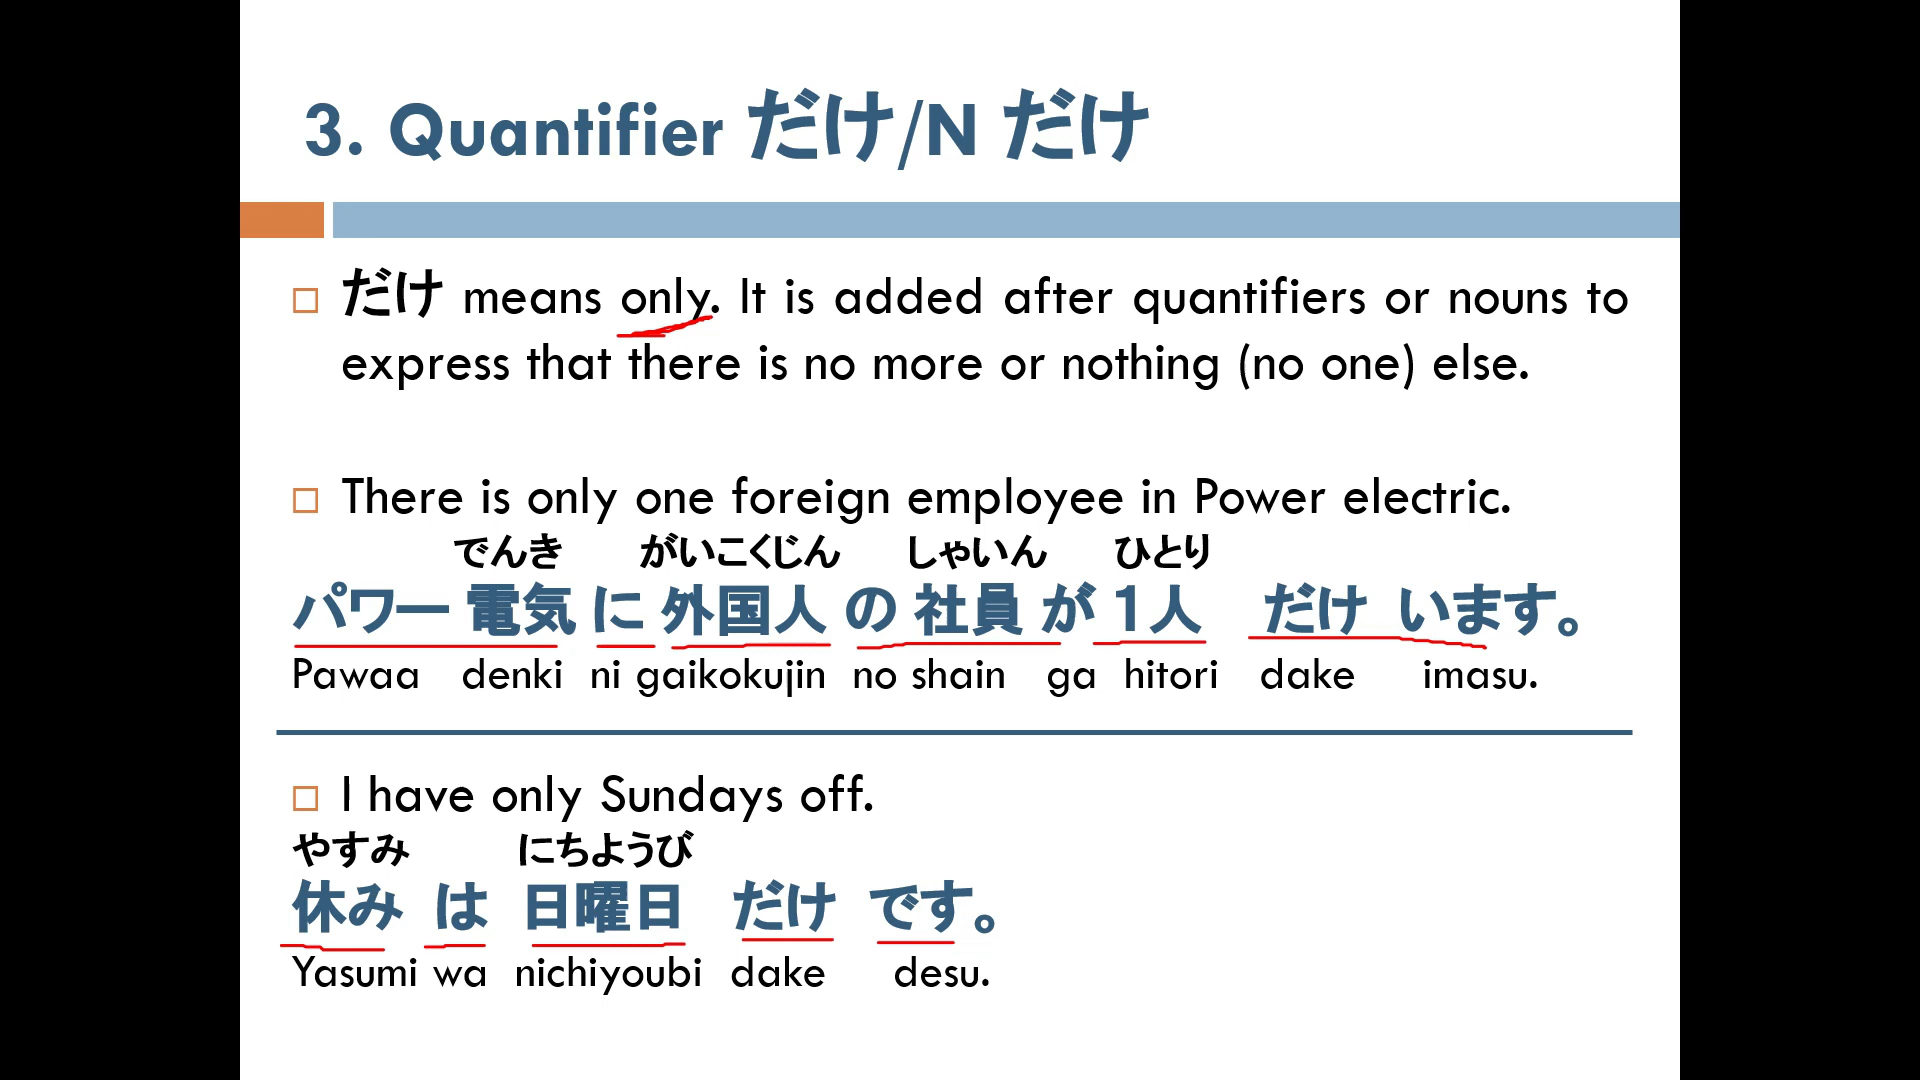 3. Quantifier だけ/N だけ
だけ means only. It is added after quantifiers or nouns to
express that there is no more or nothing (no one) else.
There is only one foreign employee in Power electric.
でんき がいこくじん しゃいん ひとり
パワー 電気 に 外国人 の 社員 が 1人 だけ います。
Pawaa denki ni gaikokujin no shain ga hitori dake imasu.
I have only Sundays off.
やすみ にちようび
休み は 日曜日 だけ です。
Yasumi wa nichiyoubi dake desu.